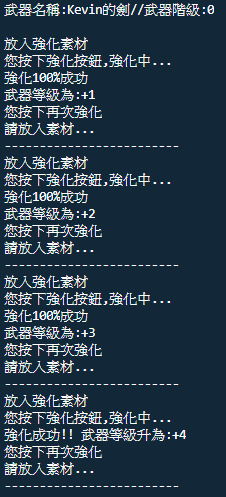 武器名稱:Kevin的劍//武器階級:0
放入強化素材
您按下強化按鈕,強化中...
強化100%成功
武器等級為:+1
您按下再次強化
請放入素材...
-------------------------
放入強化素材
您按下強化按鈕,強化中...
強化100%成功
武器等級為:+2
您按下再次強化
請放入素材...
-------------------------
放入強化素材
您按下強化按鈕,強化中...
強化100%成功
武器等級為:+3
您按下再次強化
請放入素材...
-------------------------
放入強化素材
您按下強化按鈕,強化中...
強化成功!! 武器等級升為:+4
您按下再次強化
請放入素材...
-------------------------